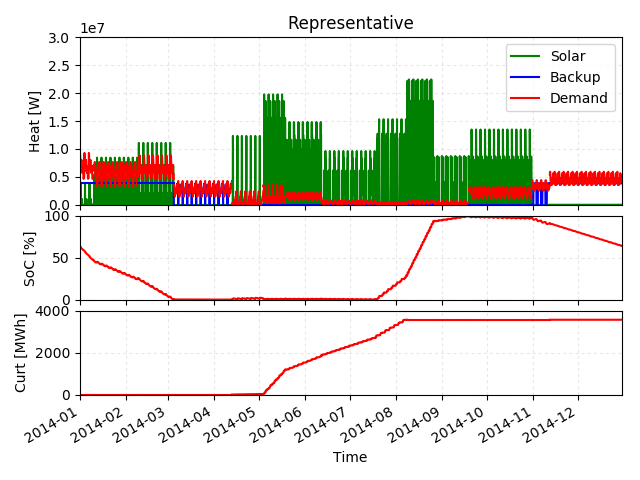 Representative
1e7
3.0
2.5
2.0
1.5
1.0
0.5
0.0
Heat [W]
Solar
Backup
Demand
100
50
0
SoC [%]
4000
2000
0
Curt [MWh]
2014-01
2014-02
2014-03
2014-04
2014-05
2014-06
2014-07
2014-08
2014-09
2014-10
2014-11
2014-12
Time